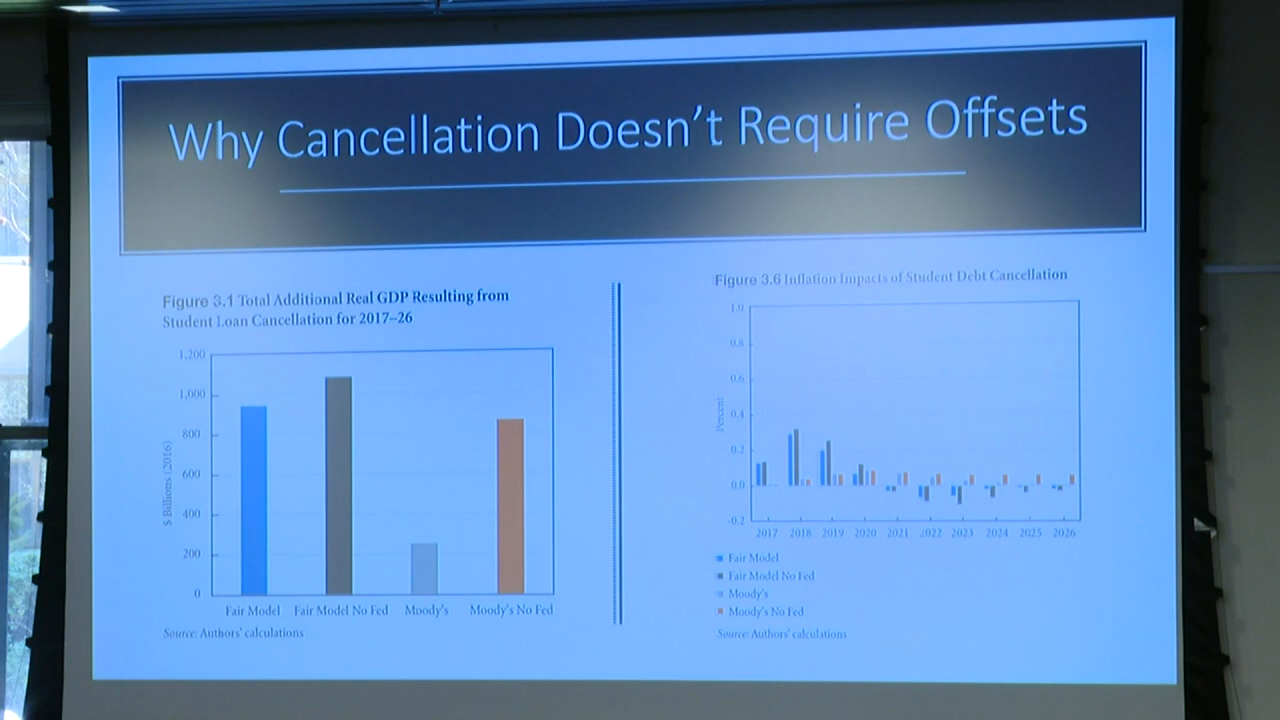 Why Cancellation Doesn't Require Offsets
Figure 3.1 Total Additional Real GDP Resulting from
Student Loan Cancellation for 2017–26
1,200
1,000
800
600
400
200
0
$ Billions (2016)
Fair Model Fair Model No Fed Moody's Moody's No Fed
Source: Authors' calculations
Figure 3.6 Inflation Impacts of Student Debt Cancellation
1.0
0.8
0.6
0.4
0.2
0.0
-0.2
Percent
2017 2018 2019 2020 2021 2022 2023 2024 2025 2026
Fair Model
Fair Model No Fed
Moody's
Moody's No Fed
Source: Authors' calculations